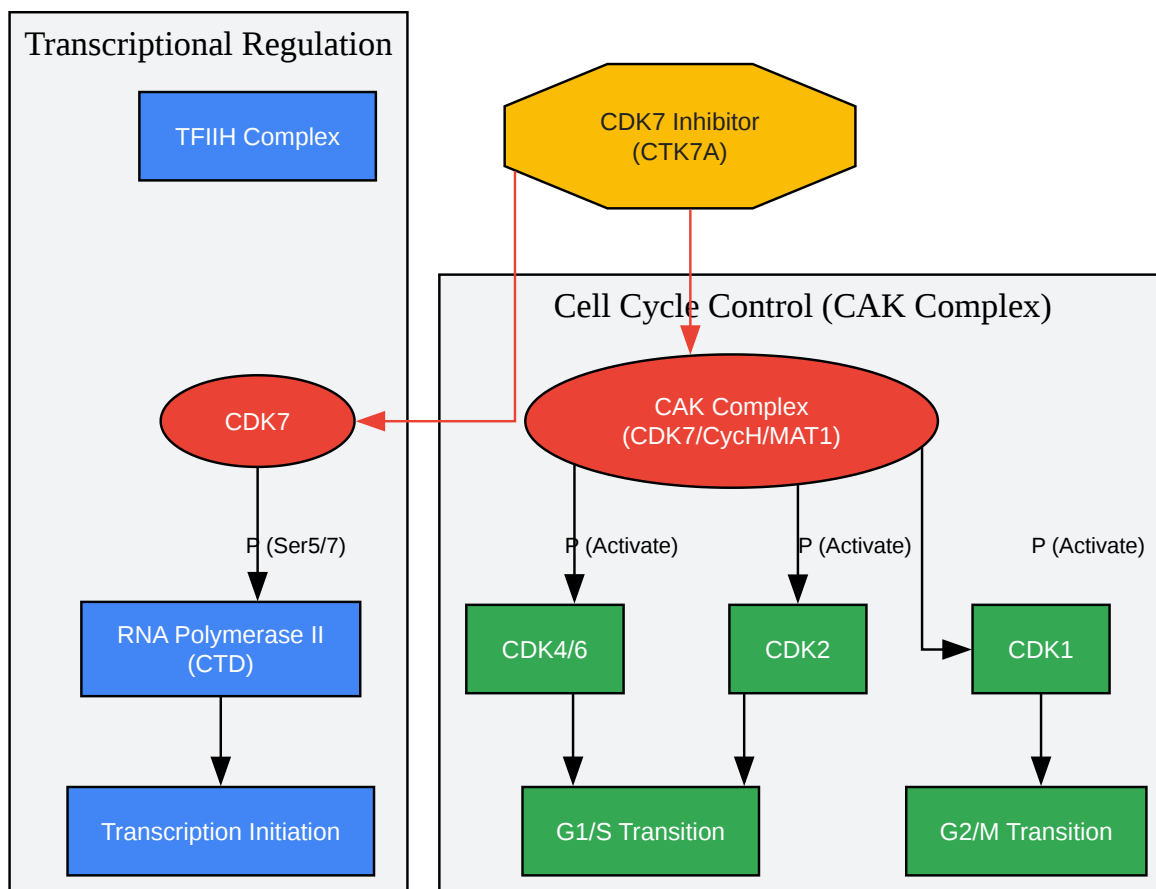 Transcriptional Regulation
TFIIH Complex
CDK7 Inhibitor
(CTK7A)
Cell Cycle Control (CAK Complex)
CDK7
CAK Complex
(CDK7/CycH/MAT1)
P (Ser5/7)
P (Activate)
P (Activate)
P (Activate)
RNA Polymerase II
(CTD)
CDK4/6
CDK2
CDK1
Transcription Initiation
G1/S Transition
G2/M Transition